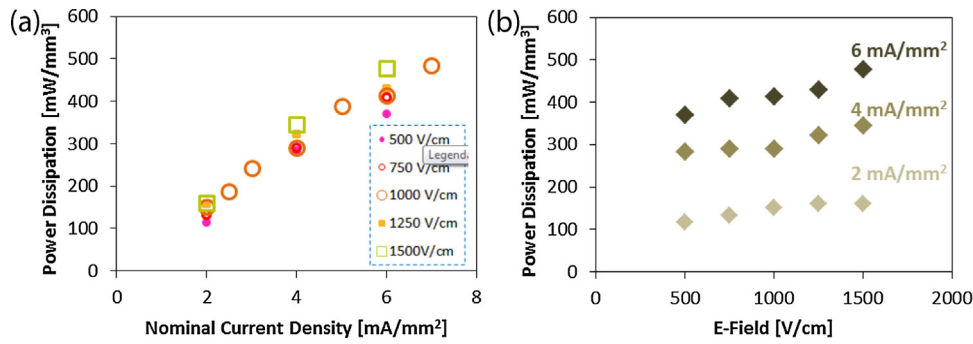 (a)
600
500
400
300
200
100
0
0 2 4 6 8
Power Dissipation [mW/mm³]
Nominal Current Density [mA/mm²]
500 V/cm
Legenda
750 V/cm
1000 V/cm
1250 V/cm
1500V/cm
(b)
600
500
400
300
200
100
0
0 500 1000 1500 2000
Power Dissipation [mW/mm³]
E-Field [V/cm]
6 mA/mm²
4 mA/mm²
2 mA/mm²